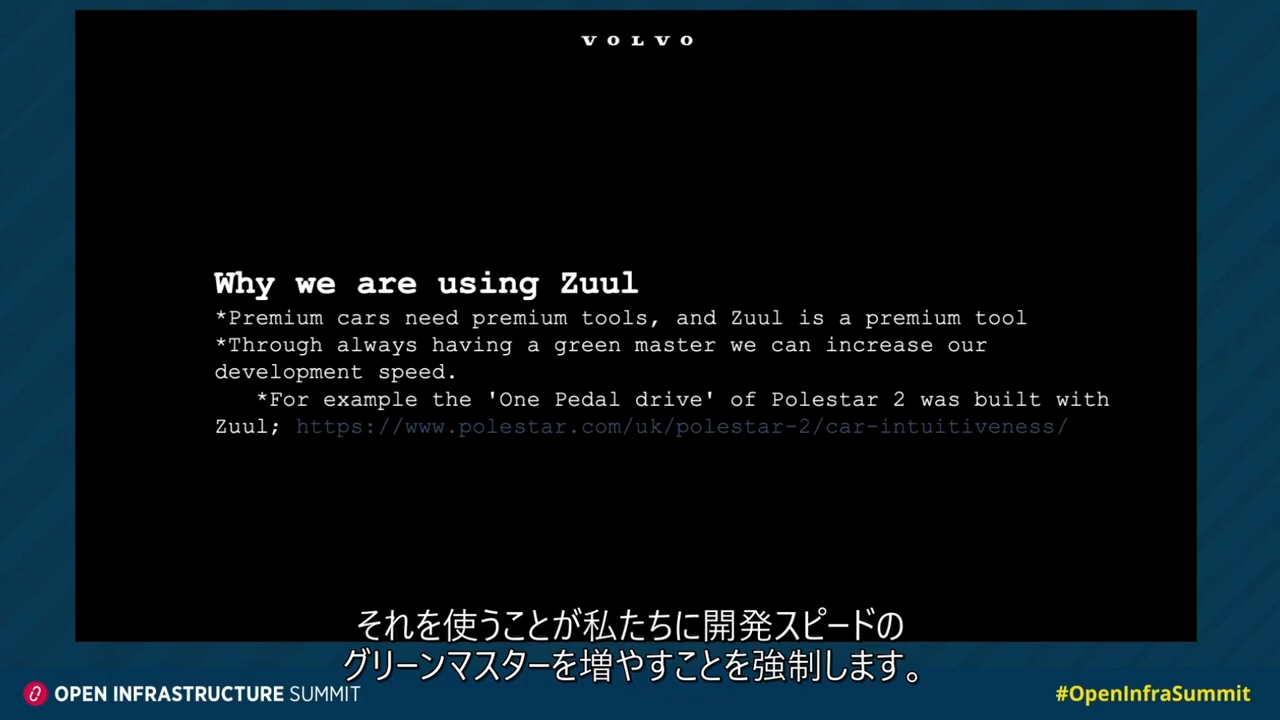 VOLVO
Why we are using Zuul
*Premium cars need premium tools, and Zuul is a premium tool
*Through always having a green master we can increase our
development speed.
*For example the 'One Pedal drive' of Polestar 2 was built with
Zuul; https://www.polestar.com/uk/polestar-2/car-intuitiveness/
それを使うことが私たちに開発スピードの
グリーンマスターを増やすことを強制します。
OPEN INFRASTRUCTURE SUMMIT
#OpenInfraSummit